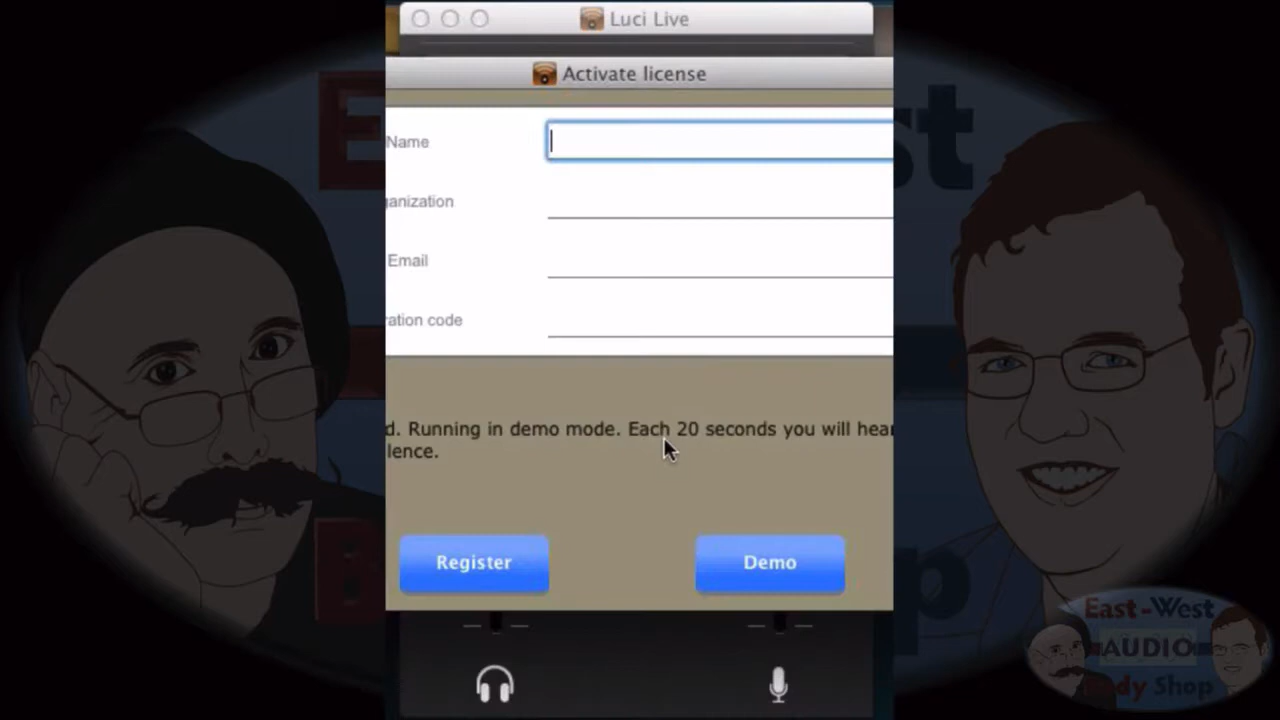 Luci Live
Activate license
Name
ganization
Email
ration code
d. Running in demo mode. Each 20 seconds you will hear
lence.
Register
Demo
East-West
AUDIO
Body Shop